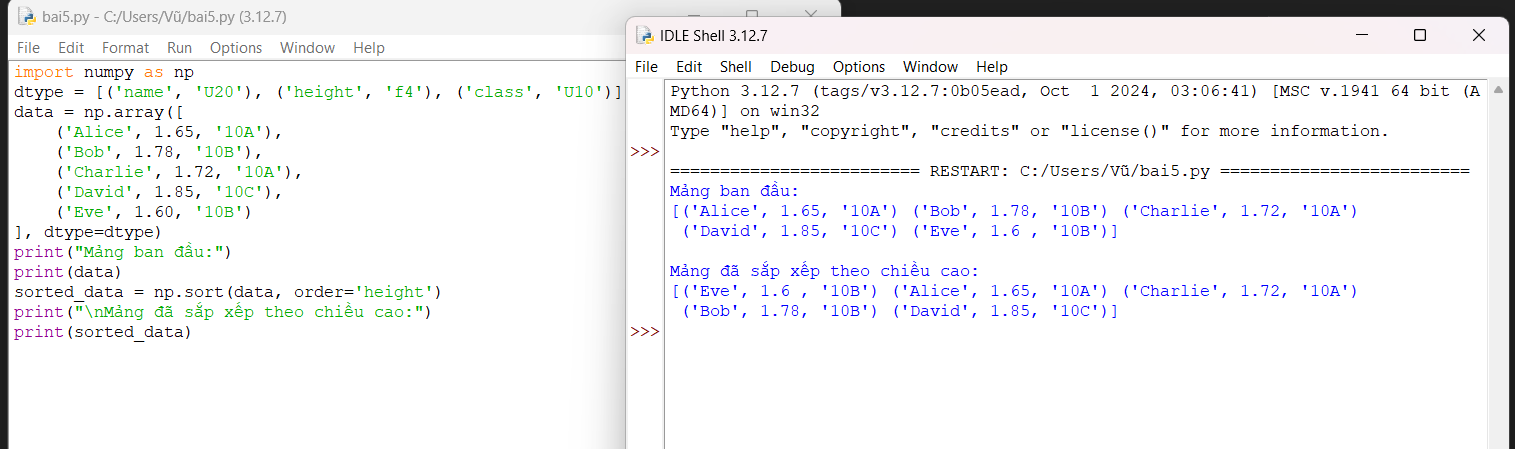 bai5.py - C:/Users/Vũ/bai5.py (3.12.7)
File Edit Format Run Options Window Help
import numpy as np
dtype = [('name', 'U20'), ('height', 'f4'), ('class', 'U10')]
data = np.array([
    ('Alice', 1.65, '10A'),
    ('Bob', 1.78, '10B'),
    ('Charlie', 1.72, '10A'),
    ('David', 1.85, '10C'),
    ('Eve', 1.60, '10B')
], dtype=dtype)
print("Mảng ban đầu:")
print(data)
sorted_data = np.sort(data, order='height')
print("\nMảng đã sắp xếp theo chiều cao:")
print(sorted_data)
IDLE Shell 3.12.7
File Edit Shell Debug Options Window Help
Python 3.12.7 (tags/v3.12.7:0b05ead, Oct  1 2024, 03:06:41) [MSC v.1941 64 bit (A
MD64)] on win32
Type "help", "copyright", "credits" or "license()" for more information.
>>>
========================= RESTART: C:/Users/Vũ/bai5.py =========================
Mảng ban đầu:
[('Alice', 1.65, '10A') ('Bob', 1.78, '10B') ('Charlie', 1.72, '10A')
 ('David', 1.85, '10C') ('Eve', 1.6 , '10B')]

Mảng đã sắp xếp theo chiều cao:
[('Eve', 1.6 , '10B') ('Alice', 1.65, '10A') ('Charlie', 1.72, '10A')
 ('Bob', 1.78, '10B') ('David', 1.85, '10C')]
>>>